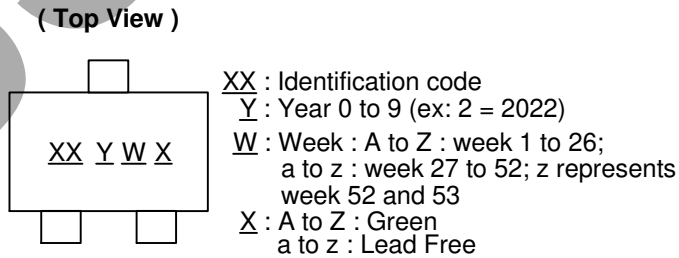 ( Top View )
XX Y W X
XX : Identification code
Y : Year 0 to 9 (ex: 2 = 2022)
W : Week : A to Z : week 1 to 26;
a to z : week 27 to 52; z represents
week 52 and 53
X : A to Z : Green
a to z : Lead Free